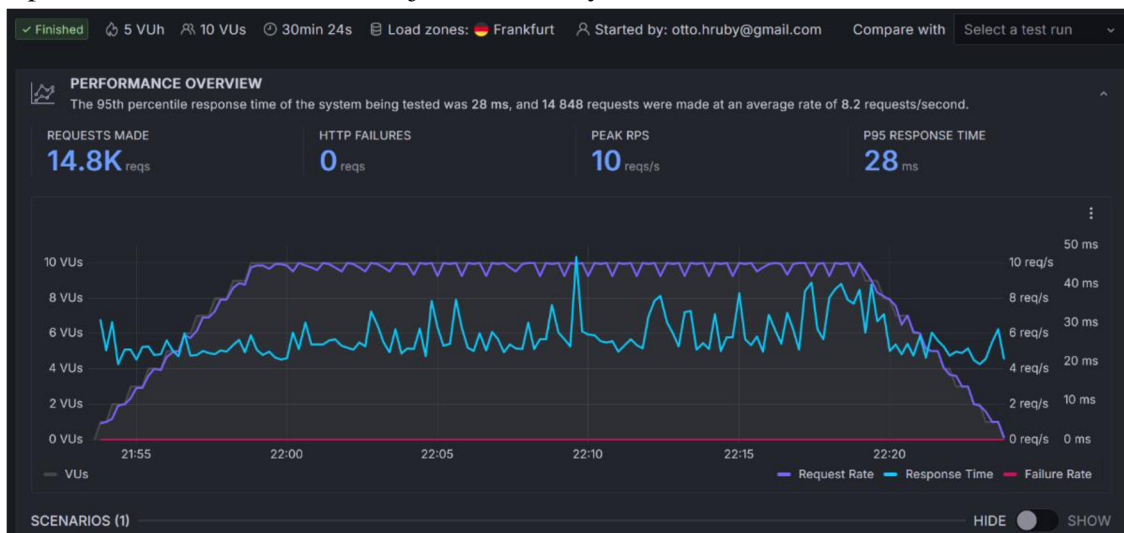 Finished 5 VUh 10 VUs 30min 24s Load zones: Frankfurt Started by: otto.hruby@gmail.com Compare with Select a test run
PERFORMANCE OVERVIEW
The 95th percentile response time of the system being tested was 28 ms, and 14 848 requests were made at an average rate of 8.2 requests/second.
REQUESTS MADE HTTP FAILURES PEAK RPS P95 RESPONSE TIME
14.8K reqs 0 reqs 10 reqs/s 28 ms
50 ms
10 VUs 10 req/s
40 ms
8 VUs 8 req/s
30 ms
6 VUs 6 req/s
20 ms
4 VUs 4 req/s
10 ms
2 VUs 2 req/s
0 VUs 0 req/s 0 ms
21:55 22:00 22:05 22:10 22:15 22:20
VUs Request Rate Response Time Failure Rate
SCENARIOS (1) HIDE SHOW